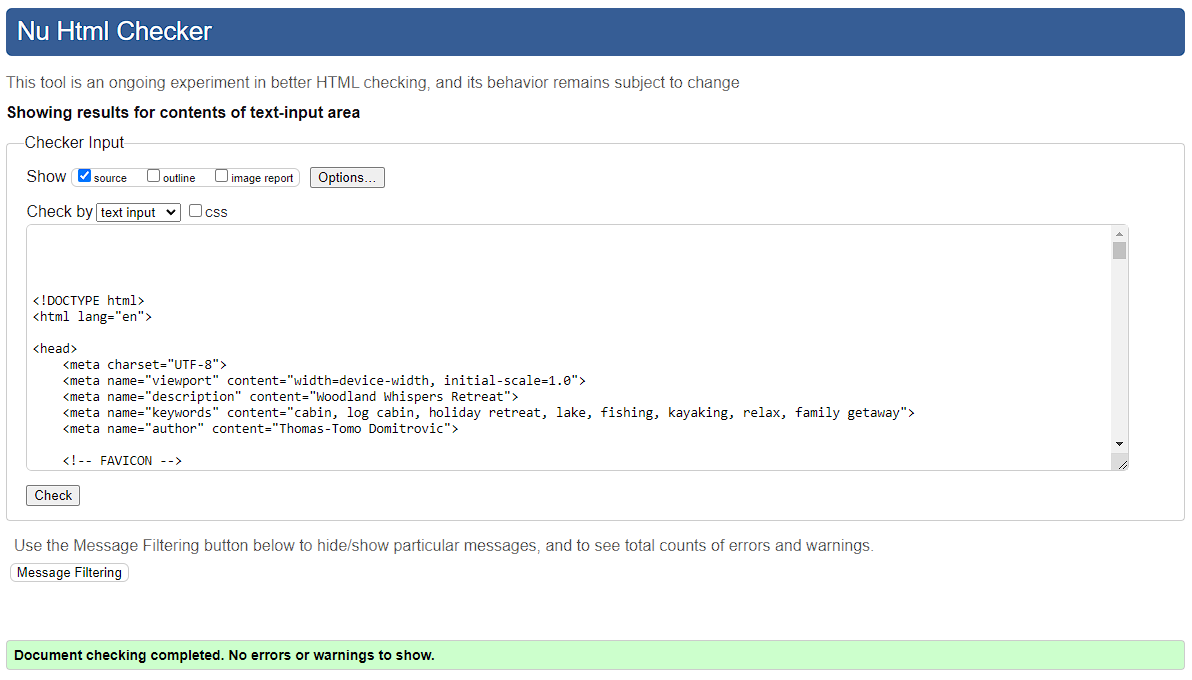 Nu Html Checker
This tool is an ongoing experiment in better HTML checking, and its behavior remains subject to change
Showing results for contents of text-input area
Checker Input
Show source outline image report Options...
Check by text input css
<!DOCTYPE html>
<html lang="en">
<head>
<meta charset="UTF-8">
<meta name="viewport" content="width=device-width, initial-scale=1.0">
<meta name="description" content="Woodland Whispers Retreat">
<meta name="keywords" content="cabin, log cabin, holiday retreat, lake, fishing, kayaking, relax, family getaway">
<meta name="author" content="Thomas-Tomo Domitrovic">
<!-- FAVICON -->
Check
Use the Message Filtering button below to hide/show particular messages, and to see total counts of errors and warnings.
Message Filtering
Document checking completed. No errors or warnings to show.